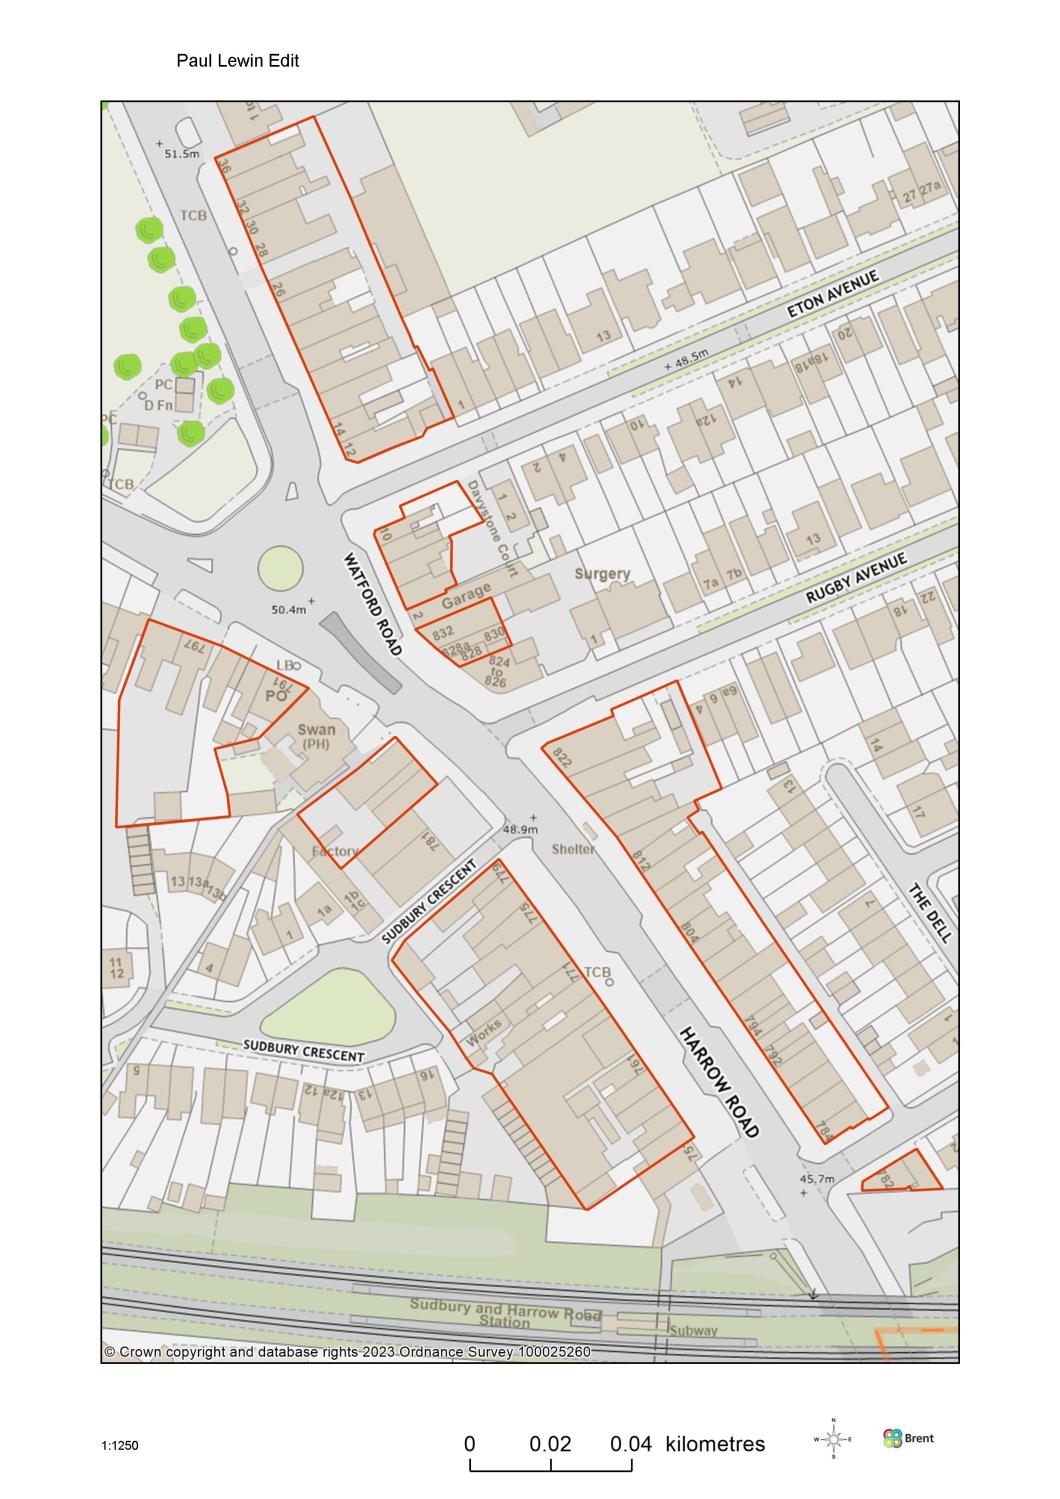 Paul Lewin Edit
51.5m
TCB
36
32
30
28
26
14
12
27 27a
ETON AVENUE
13
1
48.5m
20
18a18
14
12a
10
4
2
PC
D Fn
TCB
10
Davystone Court
1
2
Surgery
13
7a 7b
RUGBY AVENUE
22
18
1
WATFORD ROAD
50.4m
Garage
2
832
830
828a
828
824
to
826
797
791
LB
PO
Swan
(PH)
822
4
6 6a
14
13
17
48.9m
Shelter
781
Factory
812
779
775
SUDBURY CRESCENT
13 13a
13b
1b
1c
1a
1
4
11
12
804
7
THE DELL
771
TCB
Works
794
792
761
HARROW ROAD
SUDBURY CRESCENT
5
12a 12
13
16
784
782
45.7m
Sudbury and Harrow Road
Station
Subway
© Crown copyright and database rights 2023 Ordnance Survey 100025260
1:1250
0 0.02 0.04 kilometres
N
W E
S
Brent